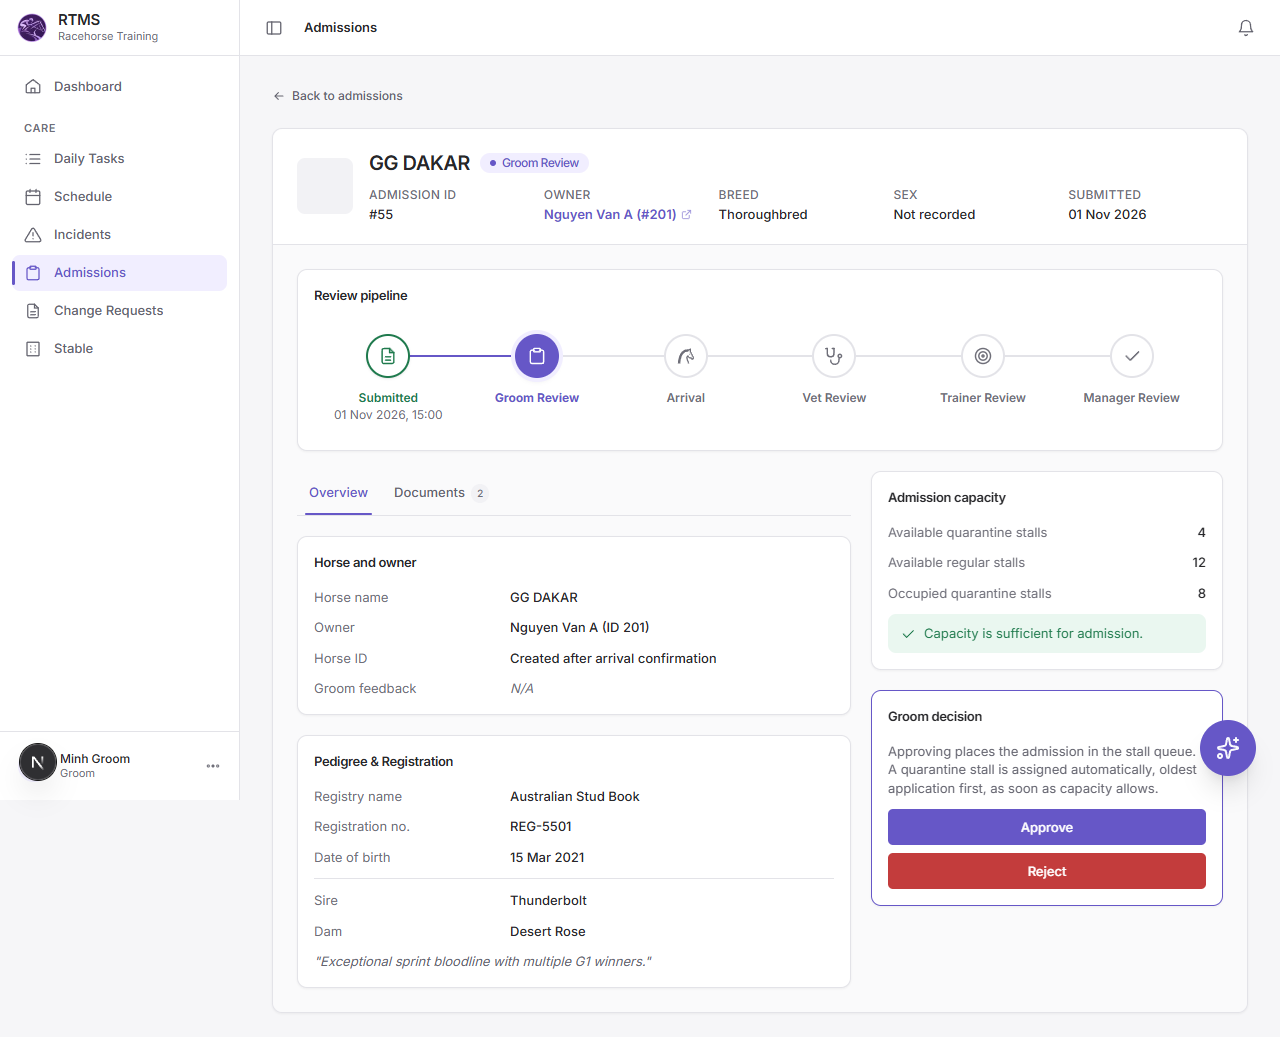 RTMS
Racehorse Training
Admissions
Dashboard
CARE
Daily Tasks
Schedule
Incidents
Admissions
Change Requests
Stable
N
Minh Groom
Groom
Back to admissions
GG DAKAR
Groom Review
ADMISSION ID
#55
OWNER
Nguyen Van A (#201)
BREED
Thoroughbred
SEX
Not recorded
SUBMITTED
01 Nov 2026
Review pipeline
Submitted
01 Nov 2026, 15:00
Groom Review
Arrival
Vet Review
Trainer Review
Manager Review
Overview
Documents 2
Horse and owner
Horse name GG DAKAR
Owner Nguyen Van A (ID 201)
Horse ID Created after arrival confirmation
Groom feedback N/A
Pedigree & Registration
Registry name Australian Stud Book
Registration no. REG-5501
Date of birth 15 Mar 2021
Sire Thunderbolt
Dam Desert Rose
"Exceptional sprint bloodline with multiple G1 winners."
Admission capacity
Available quarantine stalls 4
Available regular stalls 12
Occupied quarantine stalls 8
Capacity is sufficient for admission.
Groom decision
Approving places the admission in the stall queue.
A quarantine stall is assigned automatically, oldest
application first, as soon as capacity allows.
Approve
Reject